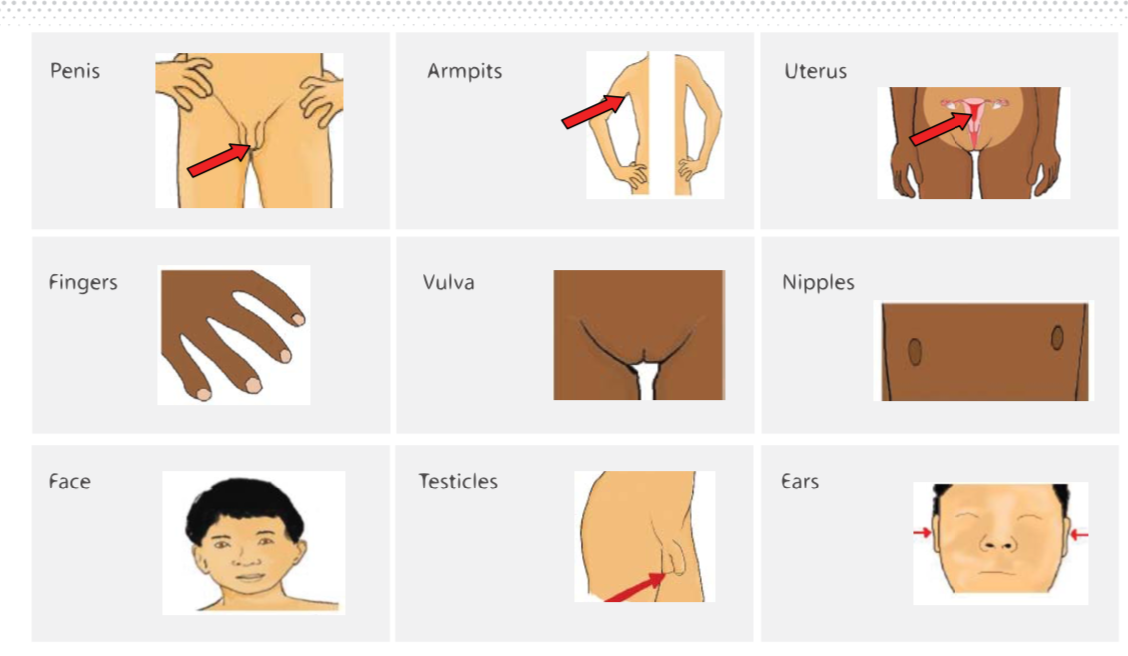 Penis
Armpits
Uterus
Fingers
Vulva
Nipples
Face
Testicles
Ears